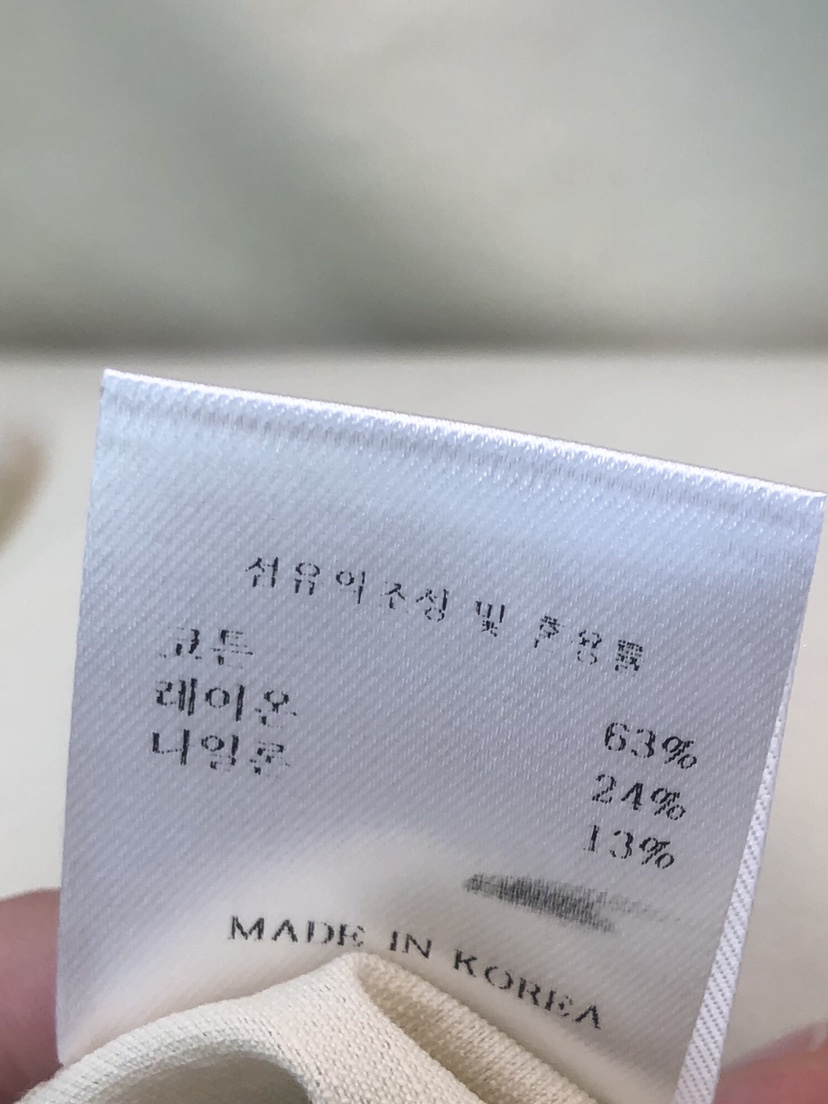 섬유의조성 및 혼용률
코튼 63%
레이온 24%
나일론 13%
MADE IN KOREA